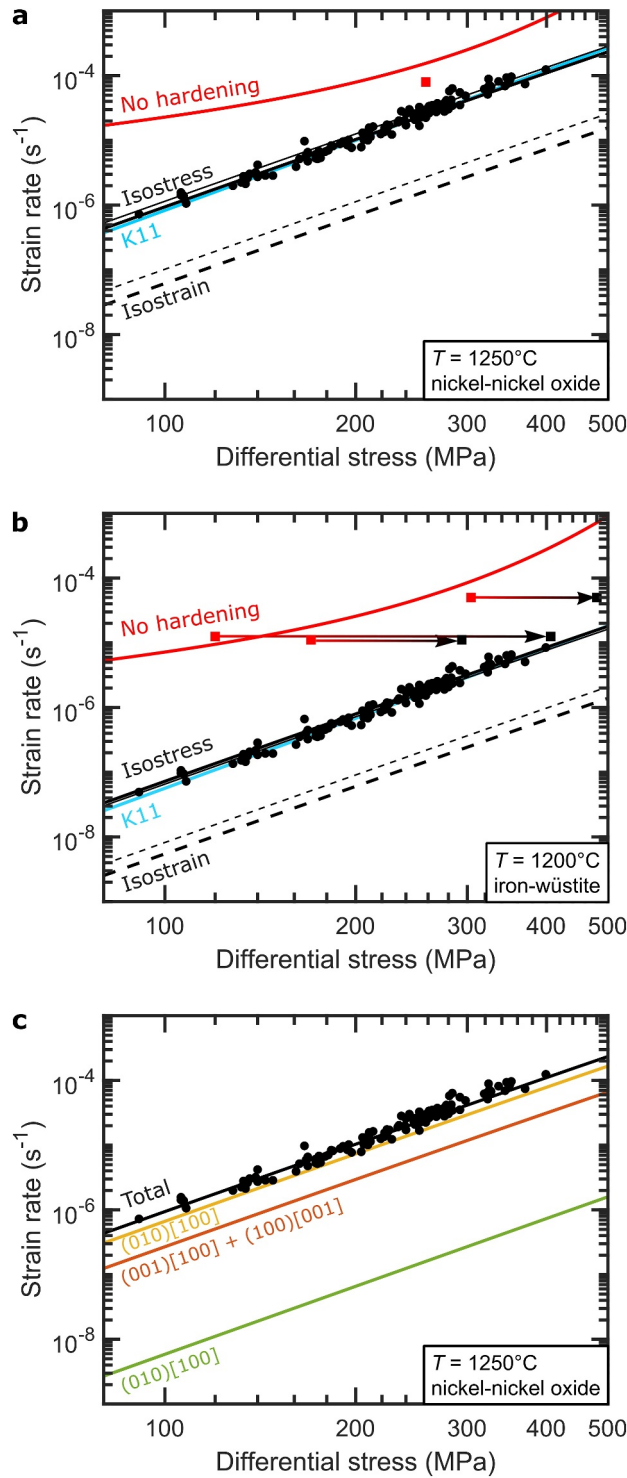 a
10⁻⁴
10⁻⁶
10⁻⁸
Strain rate (s⁻¹)
No hardening
Isostress
K11
Isostrain
T = 1250°C
nickel-nickel oxide
100
200
300
400
500
Differential stress (MPa)
b
10⁻⁴
10⁻⁶
10⁻⁸
Strain rate (s⁻¹)
No hardening
Isostress
K11
Isostrain
T = 1200°C
iron-wüstite
100
200
300
400
500
Differential stress (MPa)
c
10⁻⁴
10⁻⁶
10⁻⁸
Strain rate (s⁻¹)
Total
(010)[100]
(001)[100] + (100)[001]
(010)[100]
T = 1250°C
nickel-nickel oxide
100
200
300
400
500
Differential stress (MPa)